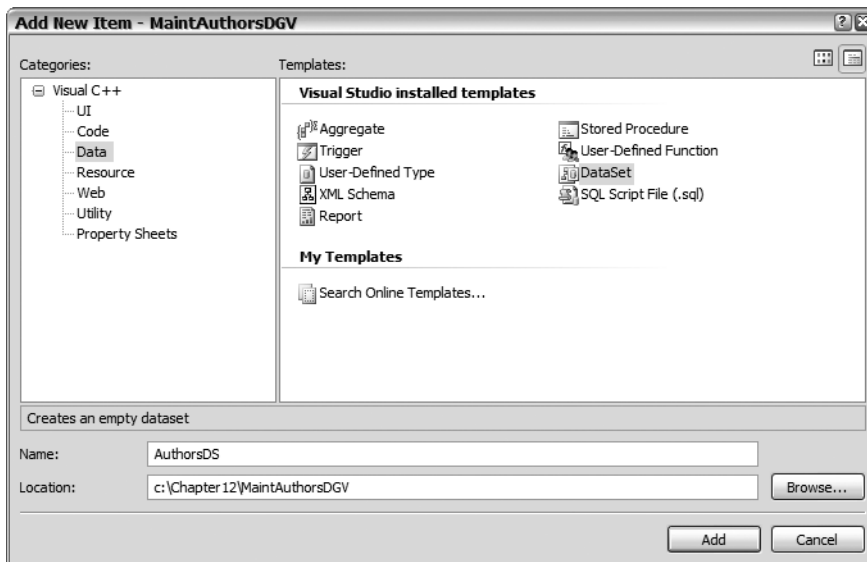 Add New Item - MaintAuthorsDGV
Categories:
Templates:
Visual C++
UI
Code
Data
Resource
Web
Utility
Property Sheets
Visual Studio installed templates
Aggregate
Stored Procedure
Trigger
User-Defined Function
User-Defined Type
DataSet
XML Schema
SQL Script File (.sql)
Report
My Templates
Search Online Templates...
Creates an empty dataset
Name:
AuthorsDS
Location:
c:\Chapter12\MaintAuthorsDGV
Browse...
Add
Cancel